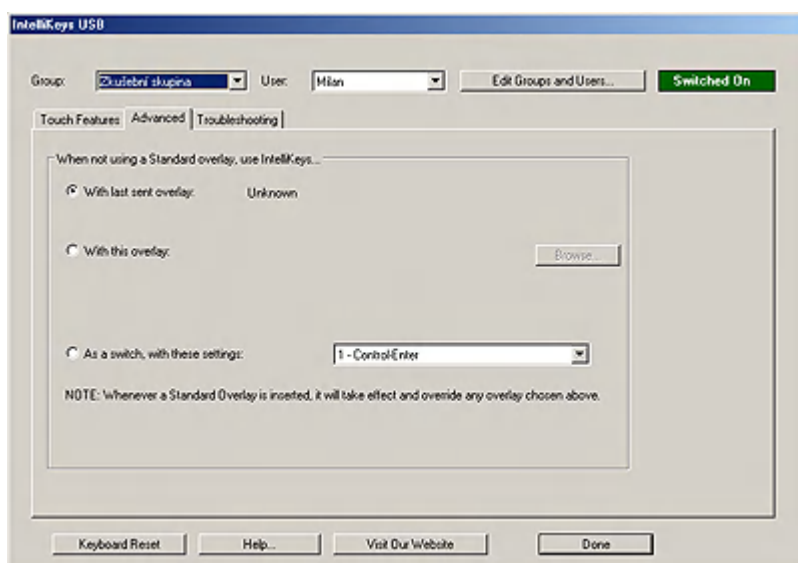 IntelliKeys USB
Group: Zkušební skupina User: Milan Edit Groups and Users... Switched On
Touch Features Advanced Troubleshooting
When not using a Standard overlay, use IntelliKeys...
With last sent overlay: Unknown
With this overlay: Browse...
As a switch, with these settings: 1 - Control-Enter
NOTE: Whenever a Standard Overlay is inserted, it will take effect and override any overlay chosen above.
Keyboard Reset Help... Visit Our Website Done